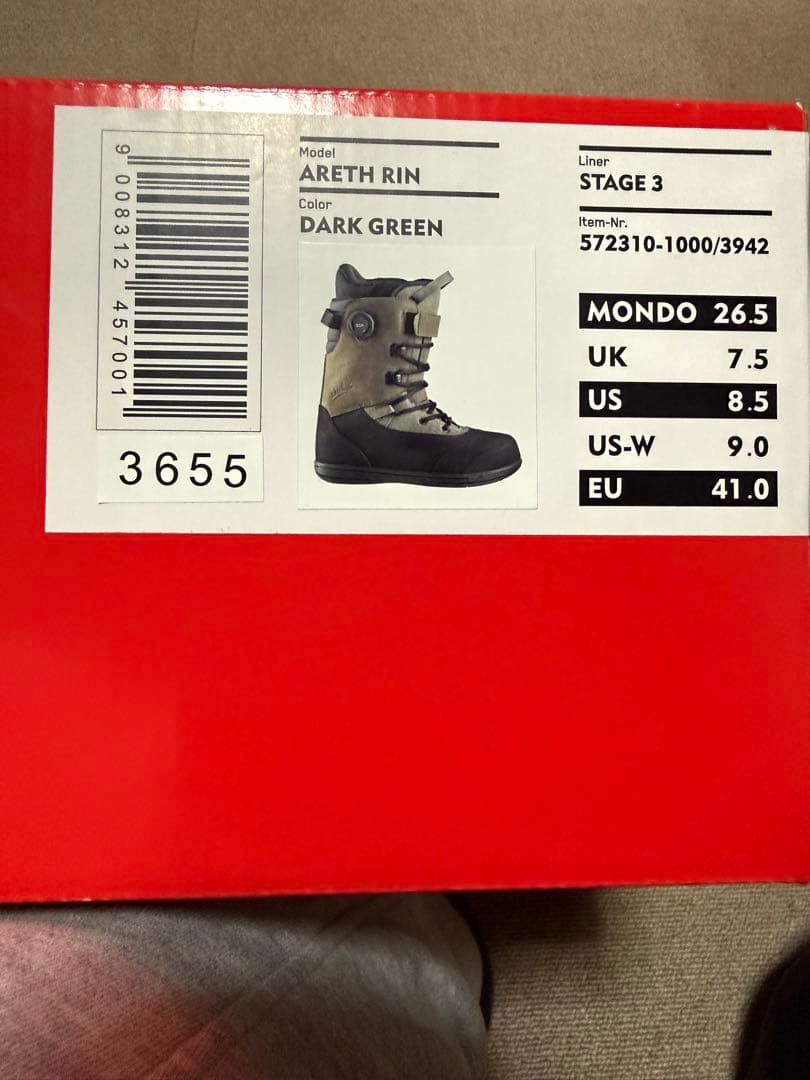 9 008312 457001
3655
Model
ARETH RIN
Color
DARK GREEN
Liner
STAGE 3
Item-Nr.
572310-1000/3942
MONDO 26.5
UK 7.5
US 8.5
US-W 9.0
EU 41.0